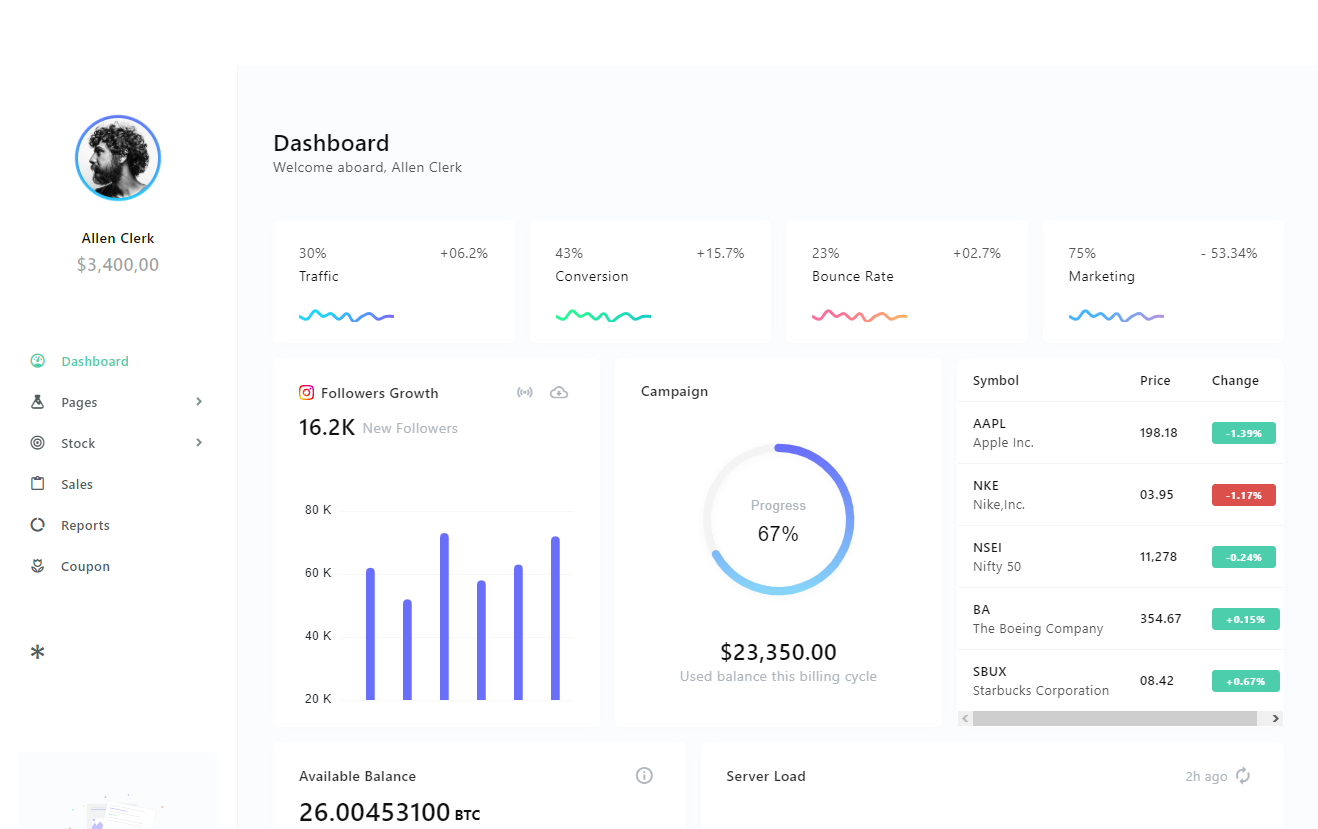 Allen Clerk
$3,400,00
Dashboard
Pages
Stock
Sales
Reports
Coupon
Dashboard
Welcome aboard, Allen Clerk
30% +06.2%
Traffic
43% +15.7%
Conversion
23% +02.7%
Bounce Rate
75% - 53.34%
Marketing
Followers Growth
16.2K New Followers
80 K
60 K
40 K
20 K
Campaign
Progress
67%
$23,350.00
Used balance this billing cycle
Symbol Price Change
AAPL
Apple Inc.
198.18
-1.39%
NKE
Nike,Inc.
03.95
-1.17%
NSEI
Nifty 50
11,278
-0.24%
BA
The Boeing Company
354.67
+0.15%
SBUX
Starbucks Corporation
08.42
+0.67%
Available Balance
26.00453100 BTC
Server Load
2h ago